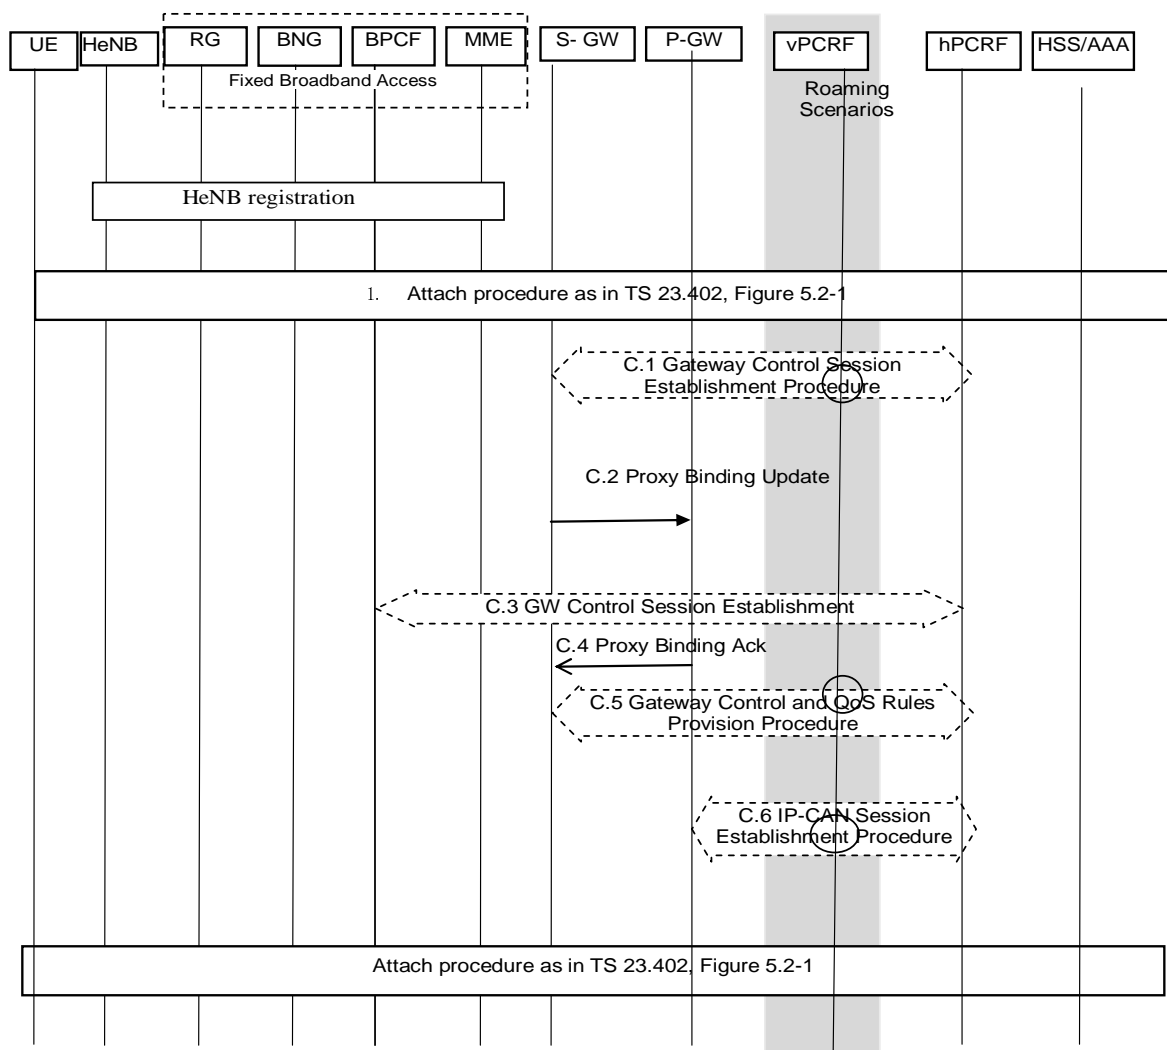 UE
HeNB
RG
BNG
BPCF
MME
S- GW
P-GW
vPCRF
hPCRF
HSS/AAA
Fixed Broadband Access
Roaming
Scenarios
HeNB registration
1. Attach procedure as in TS 23.402, Figure 5.2-1
C.1 Gateway Control Session
Establishment Procedure
C.2 Proxy Binding Update
C.3 GW Control Session Establishment
C.4 Proxy Binding Ack
C.5 Gateway Control and QoS Rules
Provision Procedure
C.6 IP-CAN Session
Establishment Procedure
Attach procedure as in TS 23.402, Figure 5.2-1